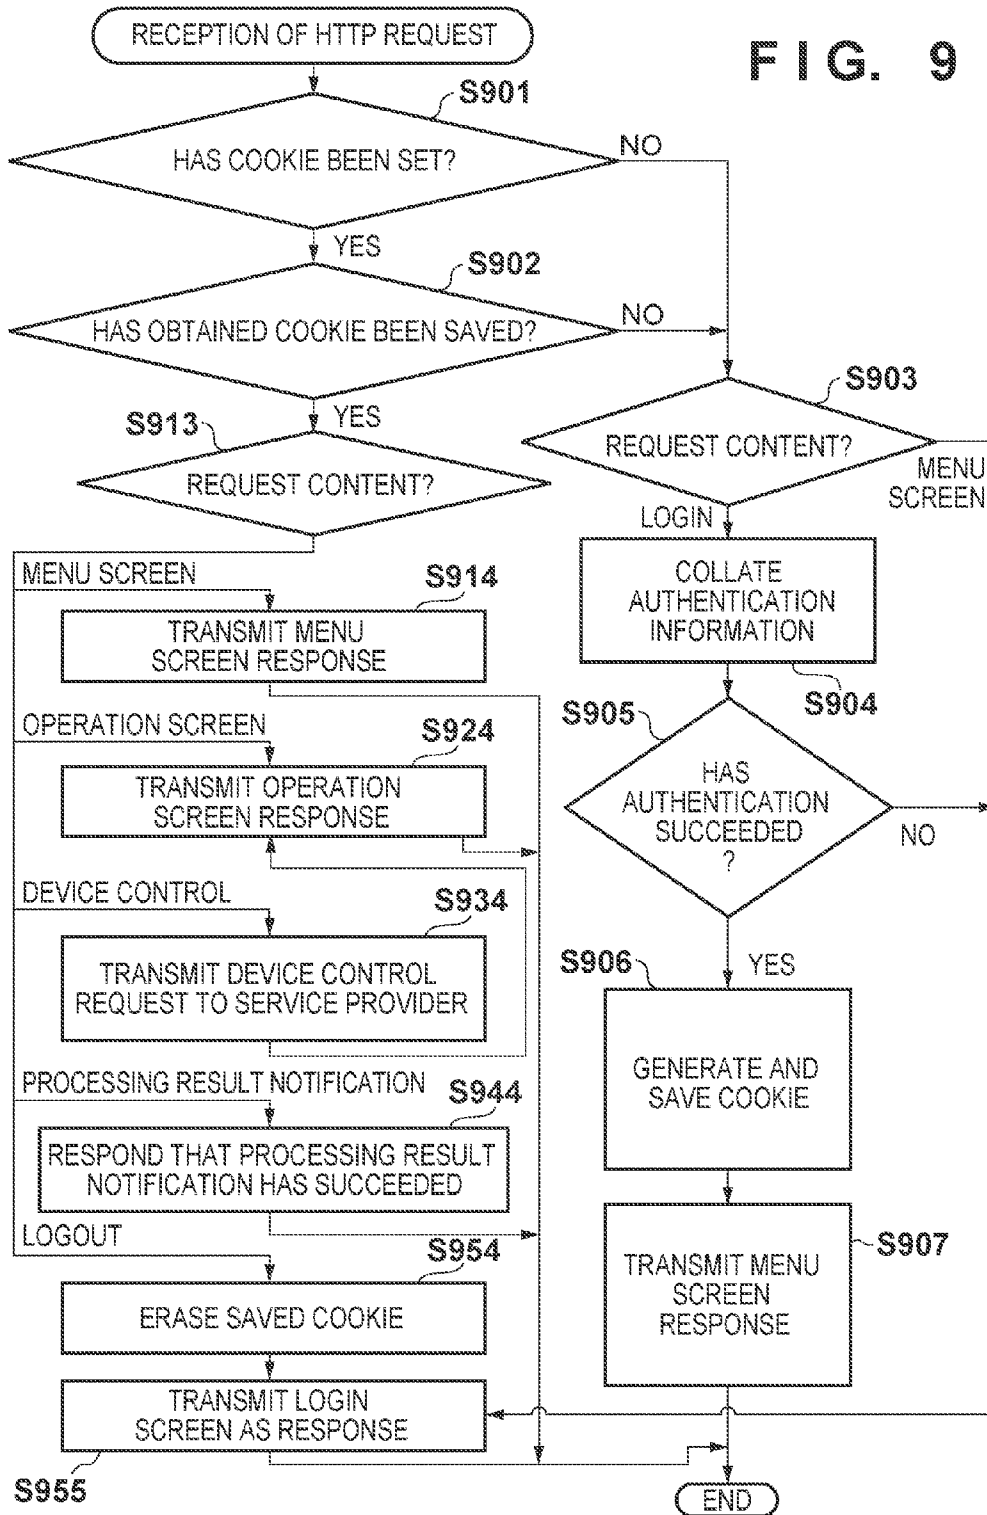 RECEPTION OF HTTP REQUEST
FIG. 9
S901
HAS COOKIE BEEN SET?
NO
YES
S902
HAS OBTAINED COOKIE BEEN SAVED?
NO
YES
S903
REQUEST CONTENT?
MENU
SCREEN
LOGIN
S913
REQUEST CONTENT?
MENU SCREEN
S914
TRANSMIT MENU
SCREEN RESPONSE
OPERATION SCREEN
S924
TRANSMIT OPERATION
SCREEN RESPONSE
DEVICE CONTROL
S934
TRANSMIT DEVICE CONTROL
REQUEST TO SERVICE PROVIDER
PROCESSING RESULT NOTIFICATION
S944
RESPOND THAT PROCESSING RESULT
NOTIFICATION HAS SUCCEEDED
LOGOUT
S954
ERASE SAVED COOKIE
TRANSMIT LOGIN
SCREEN AS RESPONSE
S955
COLLATE
AUTHENTICATION
INFORMATION
S904
S905
HAS
AUTHENTICATION
SUCCEEDED
?
NO
YES
S906
GENERATE AND
SAVE COOKIE
S907
TRANSMIT MENU
SCREEN
RESPONSE
END